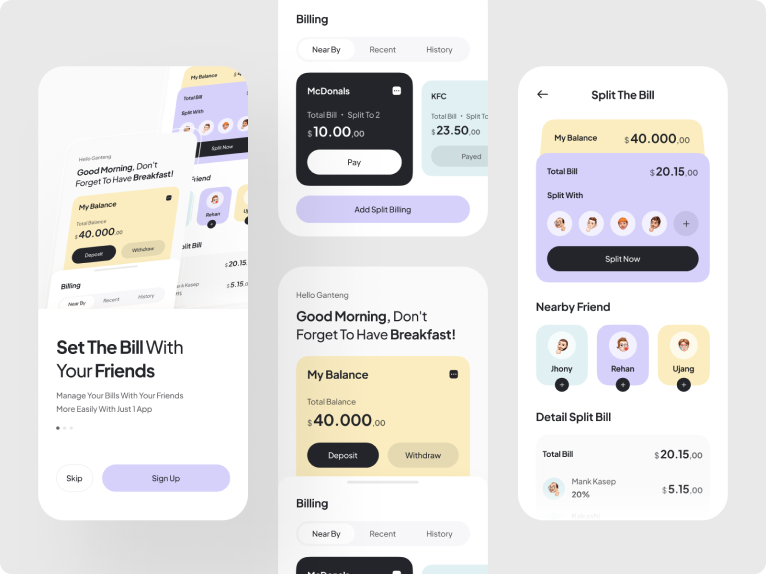 My Balance
Total Bill
Split With
Split Now
Hello Ganteng
Good Morning, Don't
Forget To Have Breakfast!
My Balance
Total Balance
$40.000,00
Deposit
Withdraw
Friend
Rehan
Billing
Near By
Recent
History
plit Bill
$20.15,
$5.15,
Set The Bill With
Your Friends
Manage Your Bills With Your Friends
More Easily With Just 1 App
Skip
Sign Up
Billing
Near By
Recent
History
McDonals
Total Bill • Split To 2
$10.00,00
Pay
KFC
Total Bill • Split To
$23.50,00
Payed
Add Split Billing
Hello Ganteng
Good Morning, Don't
Forget To Have Breakfast!
My Balance
Total Balance
$40.000,00
Deposit
Withdraw
Billing
Near By
Recent
History
McDonals
Split The Bill
My Balance
$40.000,00
Total Bill
$20.15,00
Split With
+
Split Now
Nearby Friend
Jhony
Rehan
Ujang
+
+
+
Detail Split Bill
Total Bill
$20.15,00
Mank Kasep
20%
$5.15,00